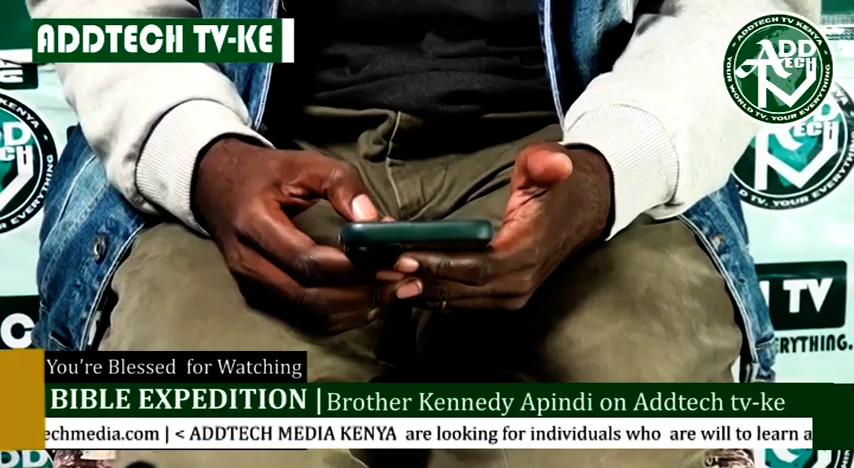 ADDTECH TV-KE
ADDTECH TV KENYA
ADD
TECH
TV
YOUR WORLD TV. YOUR EVERYTHING
TV
RYTHING.
You're Blessed for Watching
BIBLE EXPEDITION | Brother Kennedy Apindi on Addtech tv-ke
echmedia.com | < ADDTECH MEDIA KENYA are looking for individuals who are will to learn a